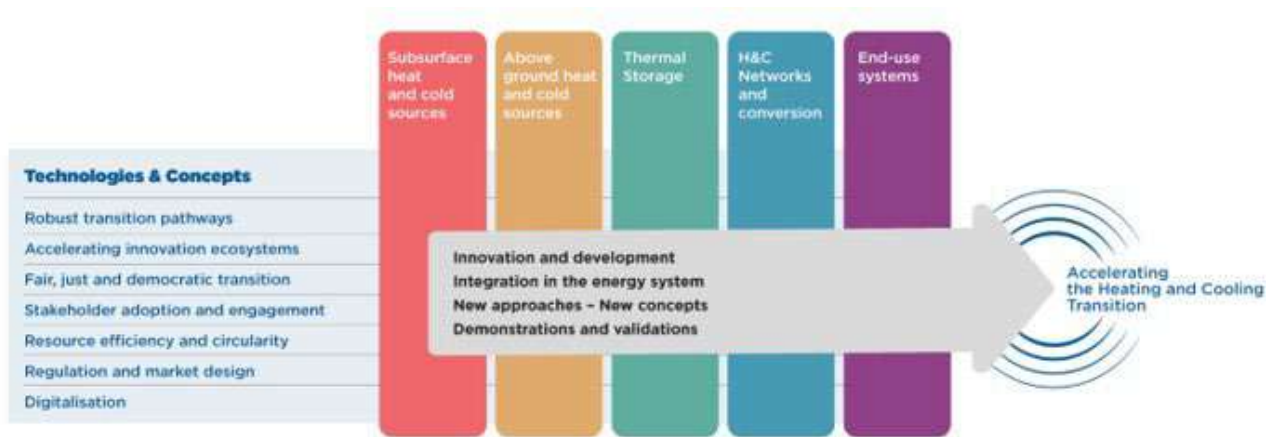 Subsurface
heat
and cold
sources
Above
ground heat
and cold
sources
Thermal
Storage
H&C
Networks
and
conversion
End-use
systems
Technologies & Concepts
Robust transition pathways
Accelerating innovation ecosystems
Fair, just and democratic transition
Stakeholder adoption and engagement
Resource efficiency and circularity
Regulation and market design
Digitalisation
Innovation and development
Integration in the energy system
New approaches – New concepts
Demonstrations and validations
Accelerating
the Heating and Cooling
Transition